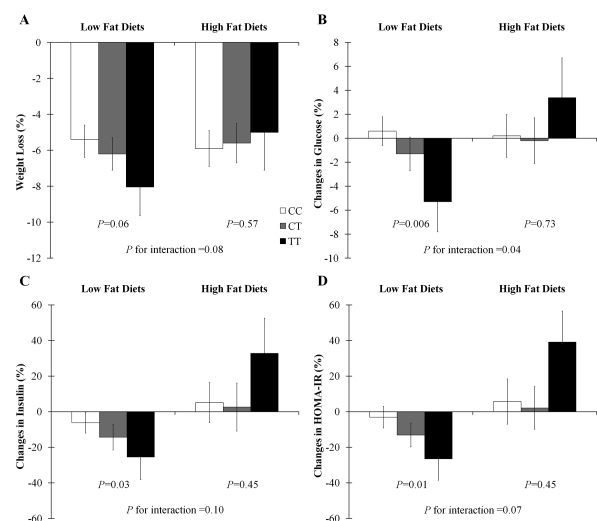 A
Low Fat Diets
High Fat Diets
Weight Loss (%)
0
-2
-4
-6
-8
-10
-12
P=0.06
P=0.57
P for interaction =0.08
CC
CT
TT
B
Low Fat Diets
High Fat Diets
Changes in Glucose (%)
8
6
4
2
0
-2
-4
-6
-8
-10
P=0.006
P=0.73
P for interaction =0.04
C
Low Fat Diets
High Fat Diets
Changes in Insulin (%)
60
40
20
0
-20
-40
-60
P=0.03
P=0.45
P for interaction =0.10
D
Low Fat Diets
High Fat Diets
Changes in HOMA-IR (%)
60
40
20
0
-20
-40
-60
P=0.01
P=0.45
P for interaction =0.07